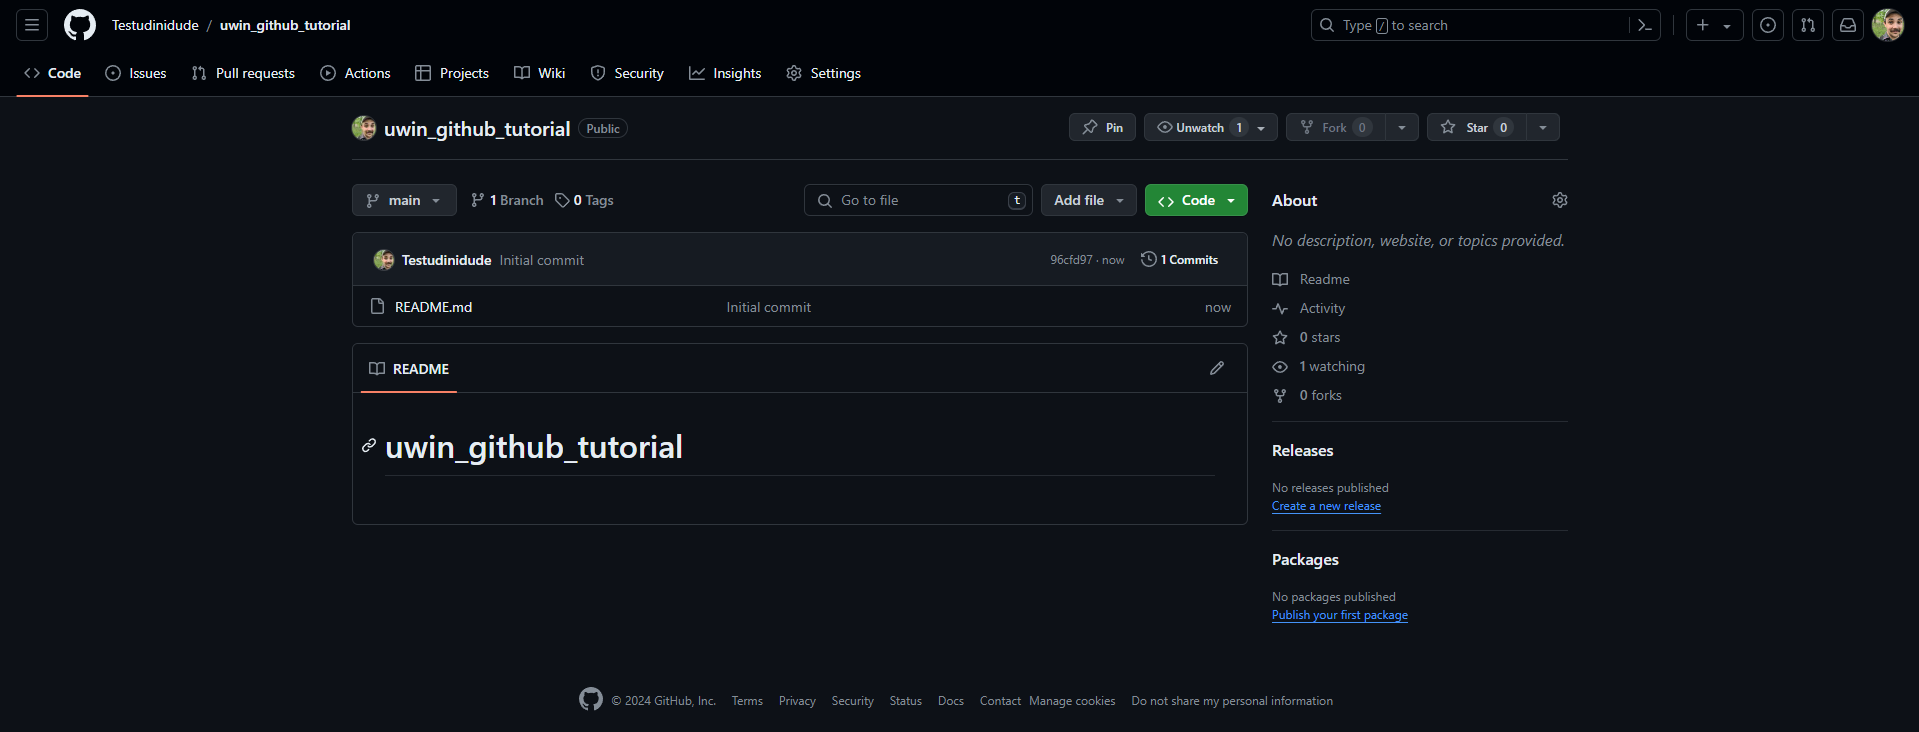 Testudinidude / uwin_github_tutorial
Type / to search
Code Issues Pull requests Actions Projects Wiki Security Insights Settings
uwin_github_tutorial Public
Pin Unwatch 1 Fork 0 Star 0
main 1 Branch 0 Tags
Go to file t Add file Code
Testudinidude Initial commit 96cfd97 · now 1 Commits
README.md Initial commit now
README
uwin_github_tutorial
About
No description, website, or topics provided.
Readme
Activity
0 stars
1 watching
0 forks
Releases
No releases published
Create a new release
Packages
No packages published
Publish your first package
© 2024 GitHub, Inc. Terms Privacy Security Status Docs Contact Manage cookies Do not share my personal information